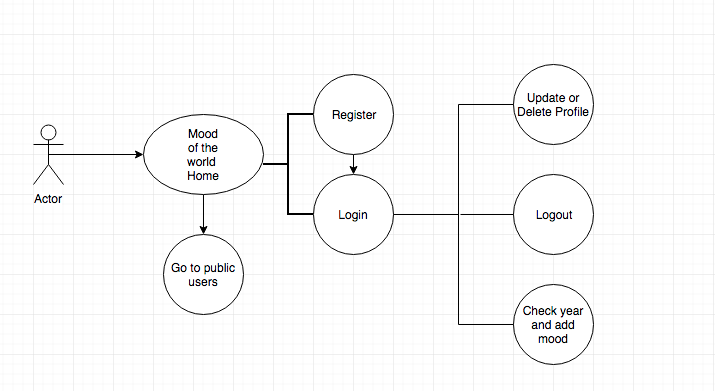 Actor
Mood
of the
world
Home
Go to public
users
Register
Login
Update or
Delete Profile
Logout
Check year
and add
mood